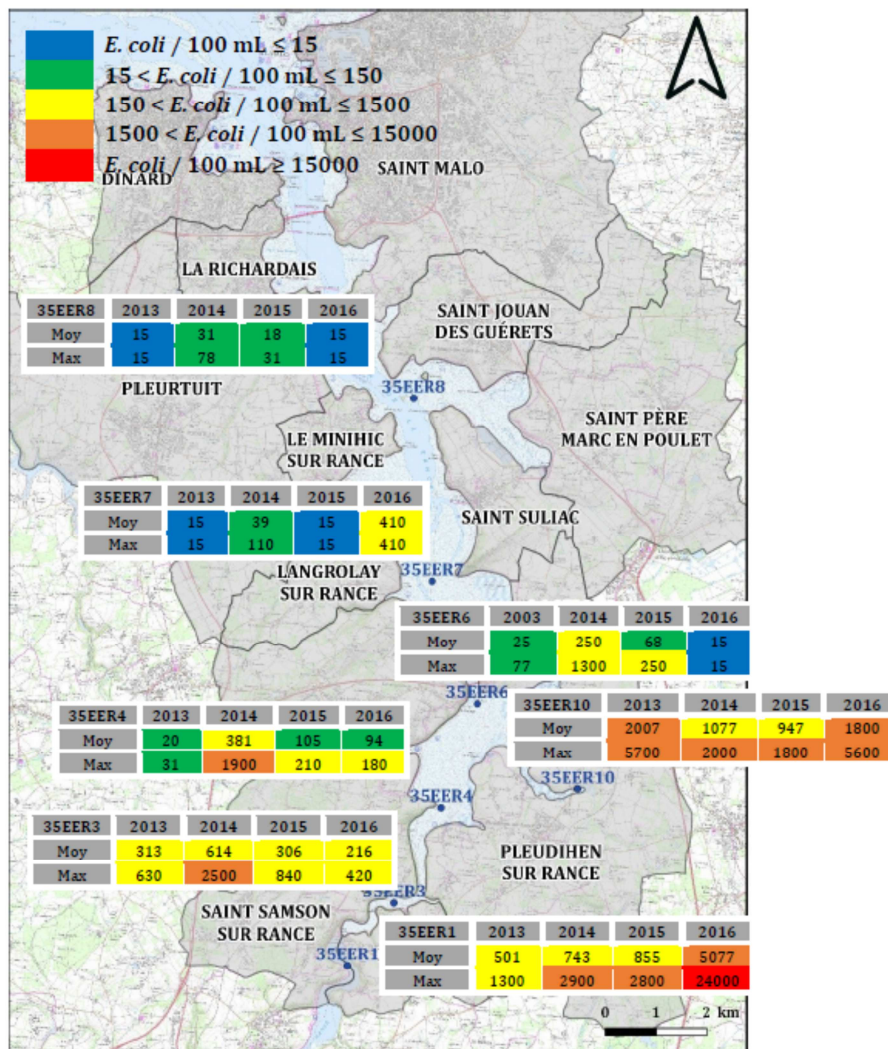 E. coli / 100 mL ≤ 15
15 < E. coli / 100 mL ≤ 150
150 < E. coli / 100 mL ≤ 1500
1500 < E. coli / 100 mL ≤ 15000
E. coli / 100 mL ≥ 15000
DINARD
SAINT MALO
LA RICHARDAIS
35EER8 2013 2014 2015 2016
Moy 15 31 18 15
Max 15 78 31 15
SAINT JOUAN
DES GUÉRETS
PLEURTUIT
35EER8
SAINT PÈRE
MARC EN POULET
LE MINIHIC
SUR RANCE
35EER7 2013 2014 2015 2016
Moy 15 39 15 410
Max 15 110 15 410
SAINT SULIAC
LANGROLAY
SUR RANCE
35EER7
35EER6 2003 2014 2015 2016
Moy 25 250 68 15
Max 77 1300 250 15
35EER6
35EER4 2013 2014 2015 2016
Moy 20 381 105 94
Max 31 1900 210 180
35EER10 2013 2014 2015 2016
Moy 2007 1077 947 1800
Max 5700 2000 1800 5600
35EER10
35EER4
35EER3 2013 2014 2015 2016
Moy 313 614 306 216
Max 630 2500 840 420
PLEUDIHEN
SUR RANCE
35EER3
SAINT SAMSON
SUR RANCE
35EER1 2013 2014 2015 2016
Moy 501 743 855 5077
Max 1300 2900 2800 24000
35EER1
0 1 2 km